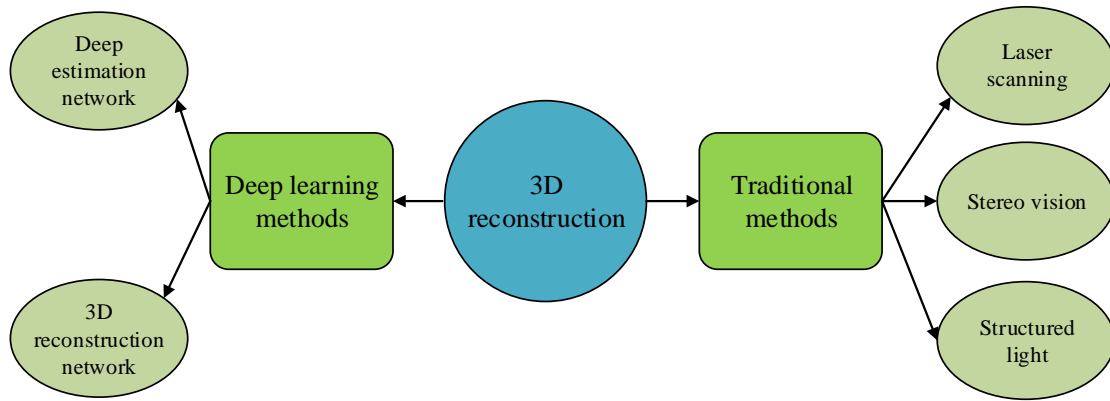 Deep
estimation
network
3D
reconstruction
network
Deep learning
methods
3D
reconstruction
Traditional
methods
Laser
scanning
Stereo vision
Structured
light